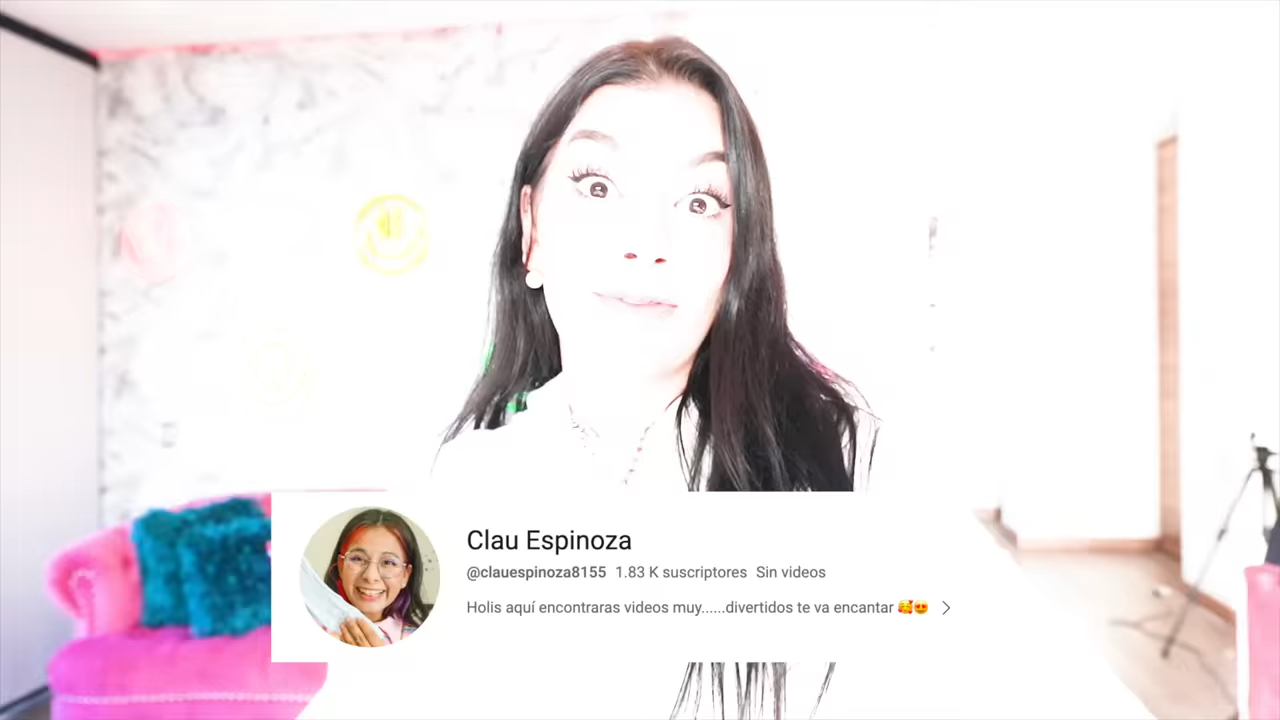 Clau Espinoza
@clauespinoza8155 1.83 K suscriptores Sin videos
Holis aquí encontraras videos muy......divertidos te va encantar 🥰😍